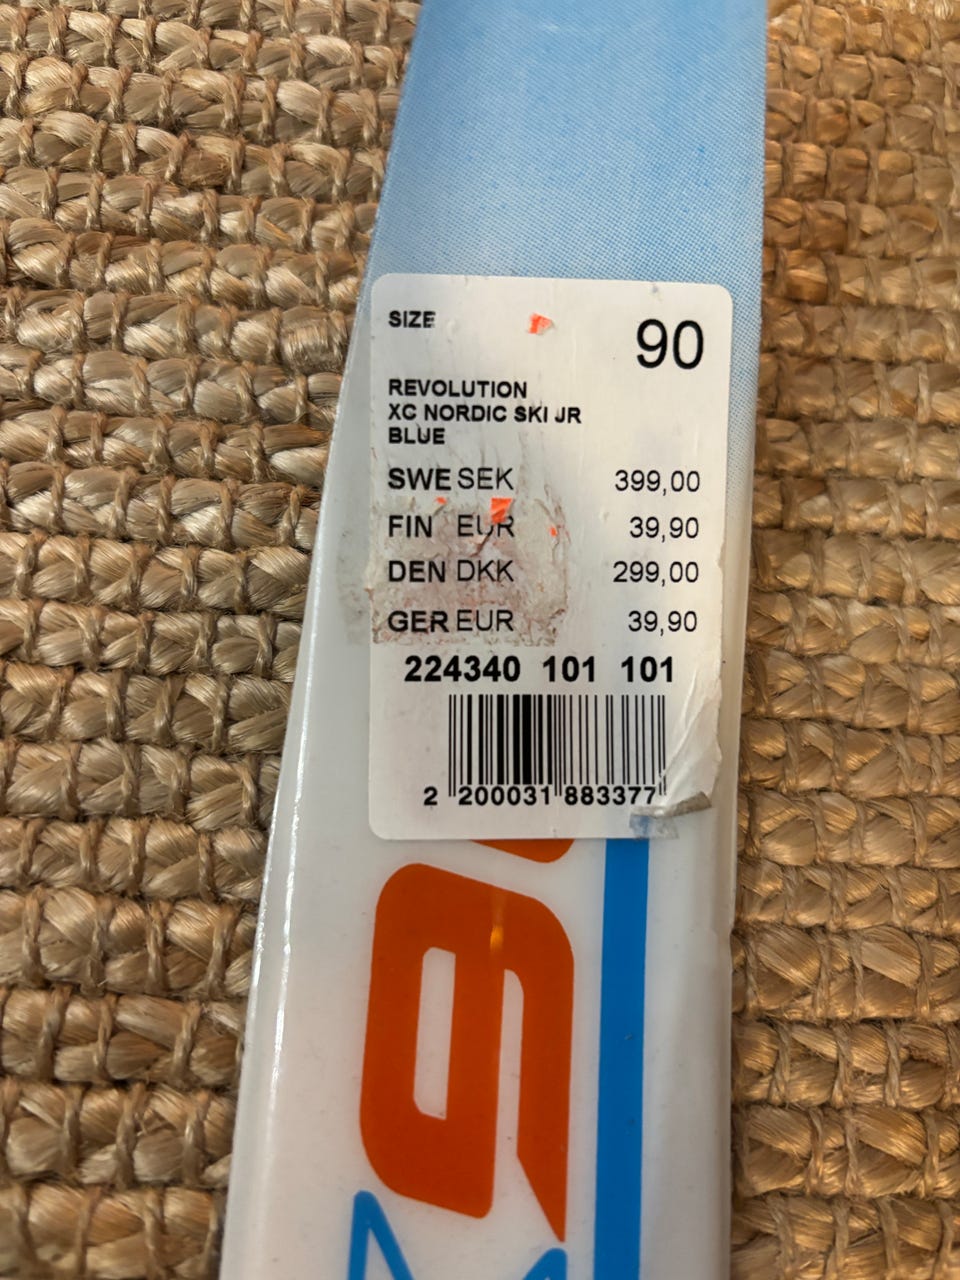 SIZE 90
REVOLUTION
XC NORDIC SKI JR
BLUE
SWE SEK 399,00
FIN EUR 39,90
DEN DKK 299,00
GER EUR 39,90
224340 101 101
2 200031 883377